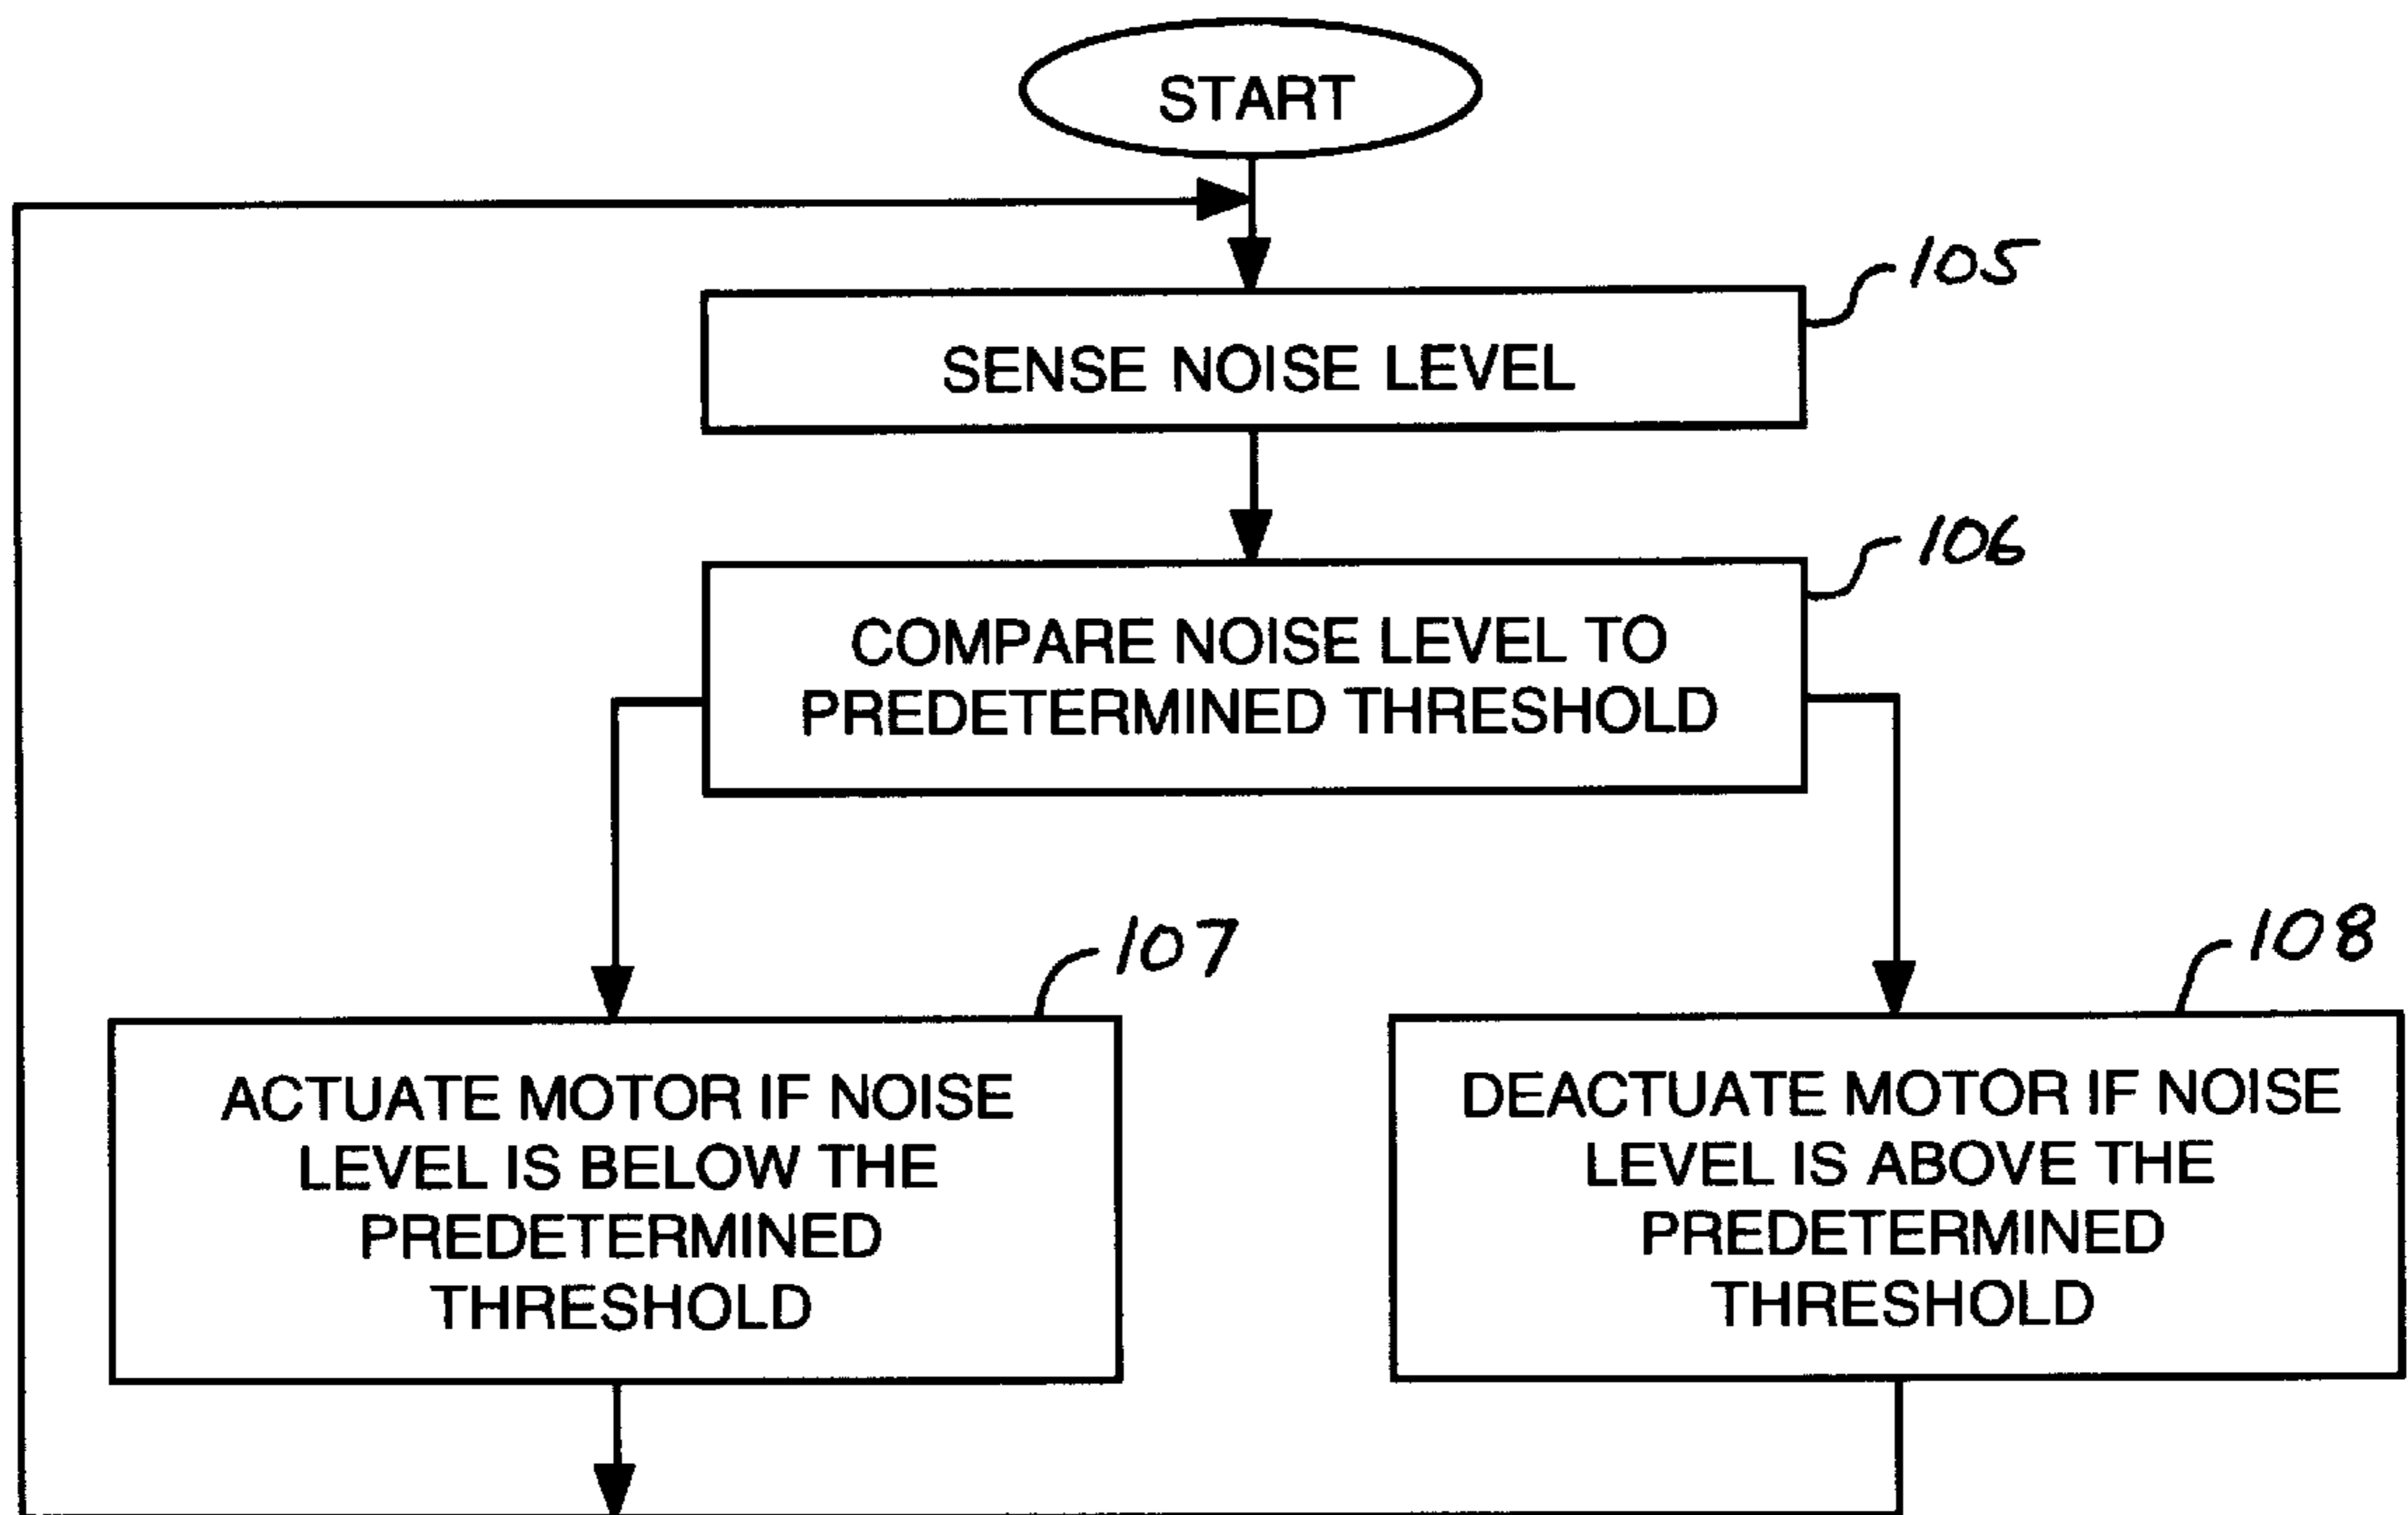 START
105
SENSE NOISE LEVEL
106
COMPARE NOISE LEVEL TO
PREDETERMINED THRESHOLD
107
ACTUATE MOTOR IF NOISE
LEVEL IS BELOW THE
PREDETERMINED
THRESHOLD
108
DEACTUATE MOTOR IF NOISE
LEVEL IS ABOVE THE
PREDETERMINED
THRESHOLD